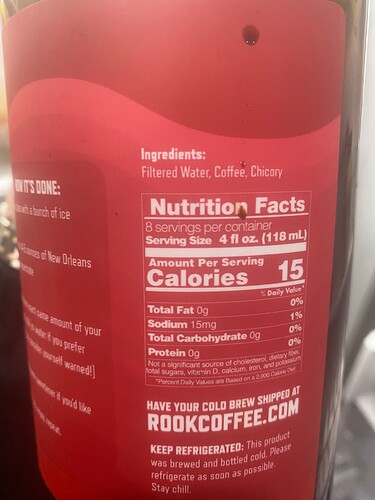 HOW IT'S DONE:
with a bunch of ice
ounces of New Orleans
same amount of your
water if you prefer
yourself warned!]
if you'd like
repeat.
Ingredients:
Filtered Water, Coffee, Chicory
Nutrition Facts
8 servings per container
Serving Size 4 fl oz. (118 mL)
Amount Per Serving
Calories 15
% Daily Value*
Total Fat 0g 0%
Sodium 15mg 1%
Total Carbohydrate 0g 0%
Protein 0g 0%
Not a significant source of cholesterol, dietary fiber,
total sugars, vitamin D, calcium, iron, and potassium
*Percent Daily Values are Based on a 2,000 Calorie Diet
HAVE YOUR COLD BREW SHIPPED AT
ROOKCOFFEE.COM
KEEP REFRIGERATED: This product
was brewed and bottled cold. Please
refrigerate as soon as possible.
Stay chill.